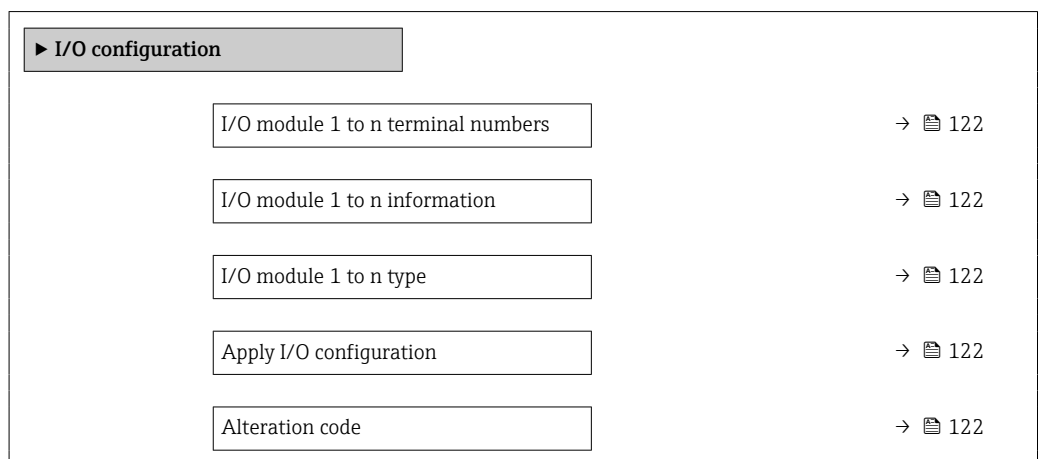 ▶ I/O configuration
I/O module 1 to n terminal numbers → 122
I/O module 1 to n information → 122
I/O module 1 to n type → 122
Apply I/O configuration → 122
Alteration code → 122